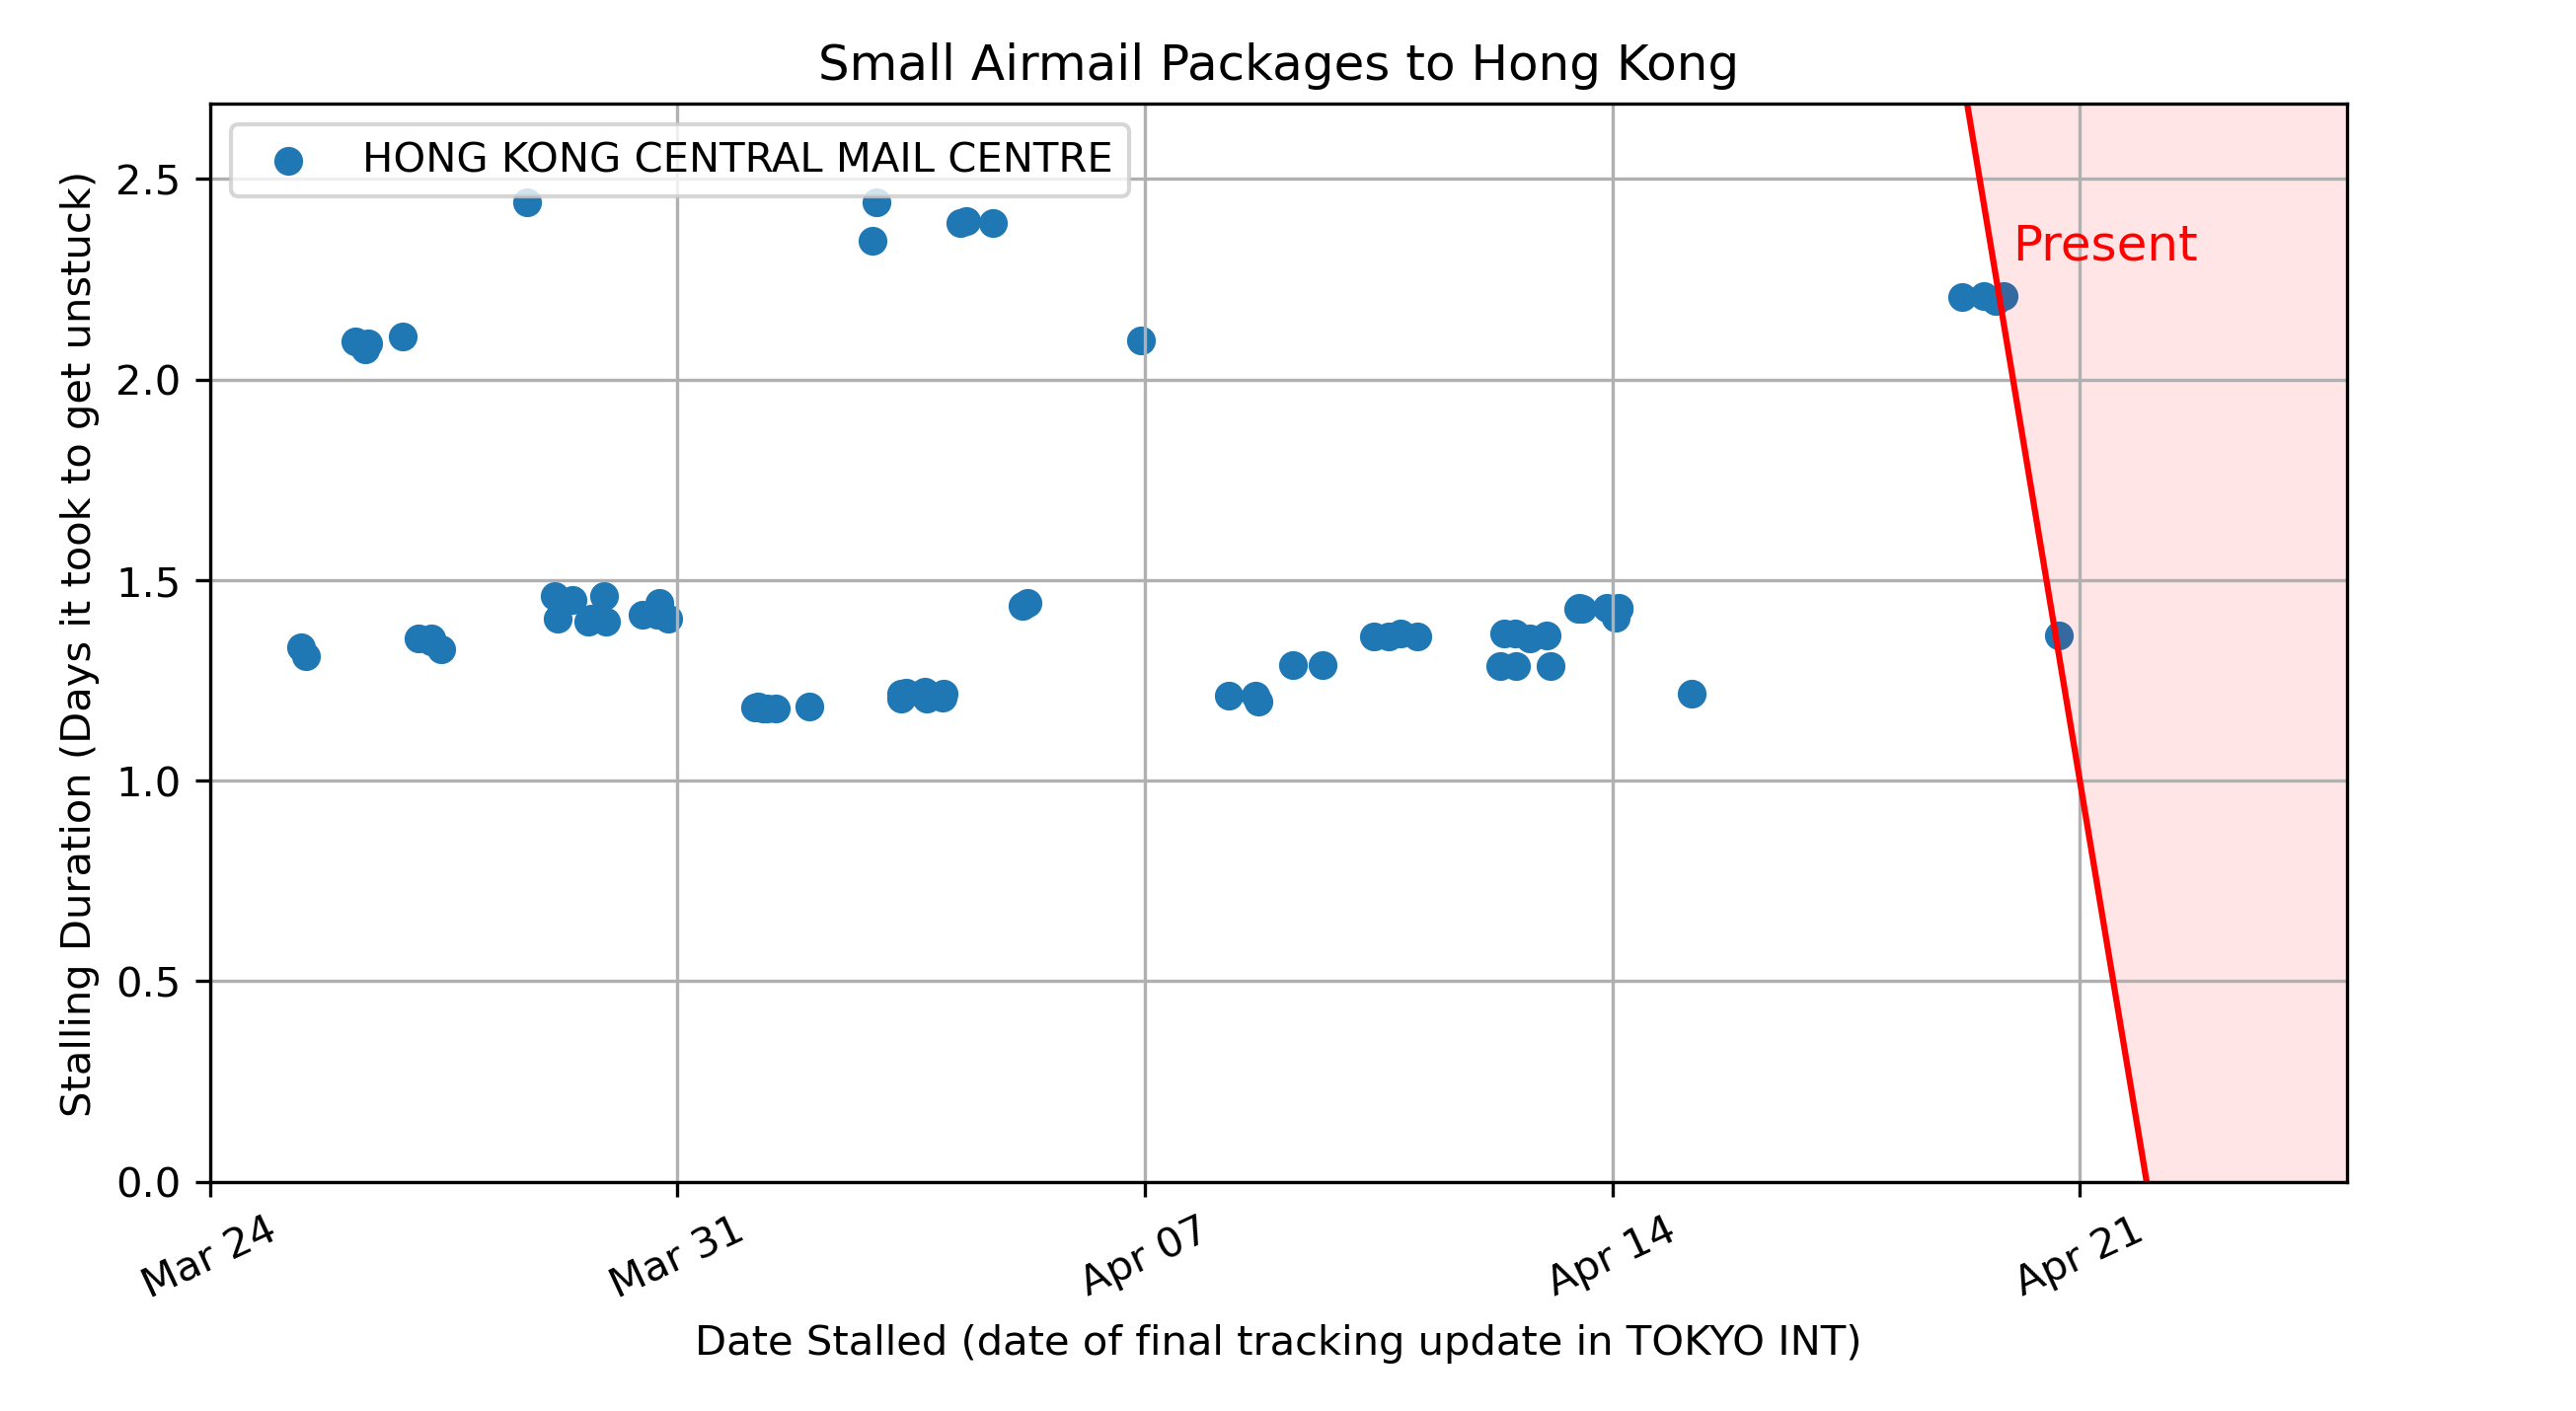 Small Airmail Packages to Hong Kong
HONG KONG CENTRAL MAIL CENTRE
Present
Stalling Duration (Days it took to get unstuck)
2.5
2.0
1.5
1.0
0.5
0.0
Mar 24
Mar 31
Apr 07
Apr 14
Apr 21
Date Stalled (date of final tracking update in TOKYO INT)